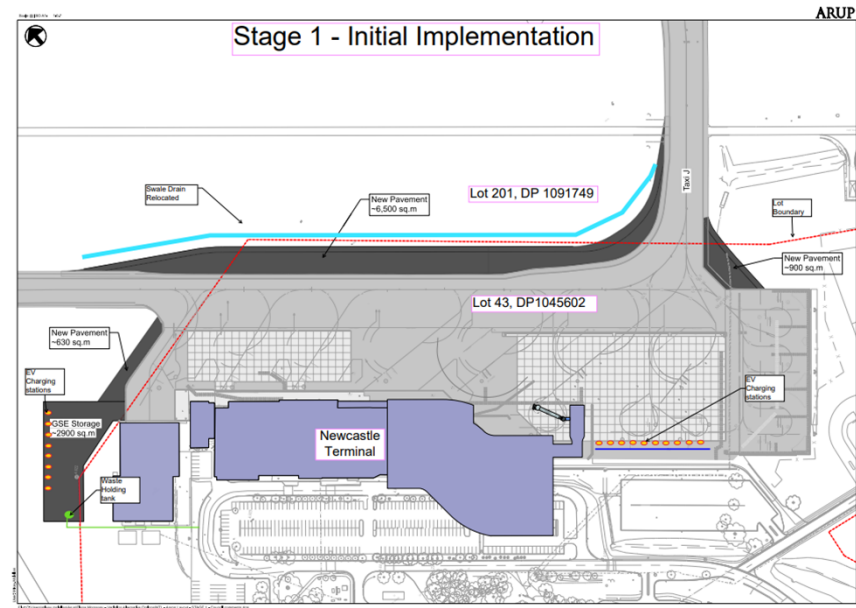 ARUP
Stage 1 - Initial Implementation
Swale Drain
Relocated
New Pavement
~6,500 sq.m
Lot 201, DP 1091749
Taxi J
Lot
Boundary
New Pavement
~900 sq.m
Lot 43, DP1045602
New Pavement
~630 sq.m
EV
Charging
stations
GSE Storage
~2900 sq.m
EV
Charging
stations
Newcastle
Terminal
Waste
Holding
tank